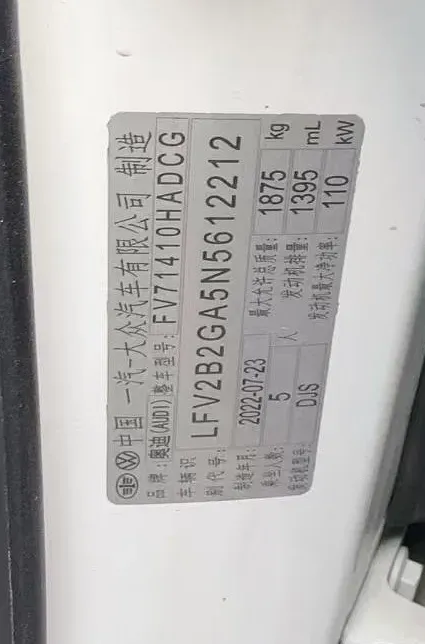 中国 一汽-大众汽车有限公司 制造
品牌：奥迪(AUDI) 整车型号：FV71410HADCG
车辆识别代号：LFV2B2GA5N5612212
制造年月：2022-07-23 最大允许总质量：1875 kg
乘坐人数：5 人 发动机排量：1395 mL
发动机型号：DJS 发动机最大净功率：110 kW